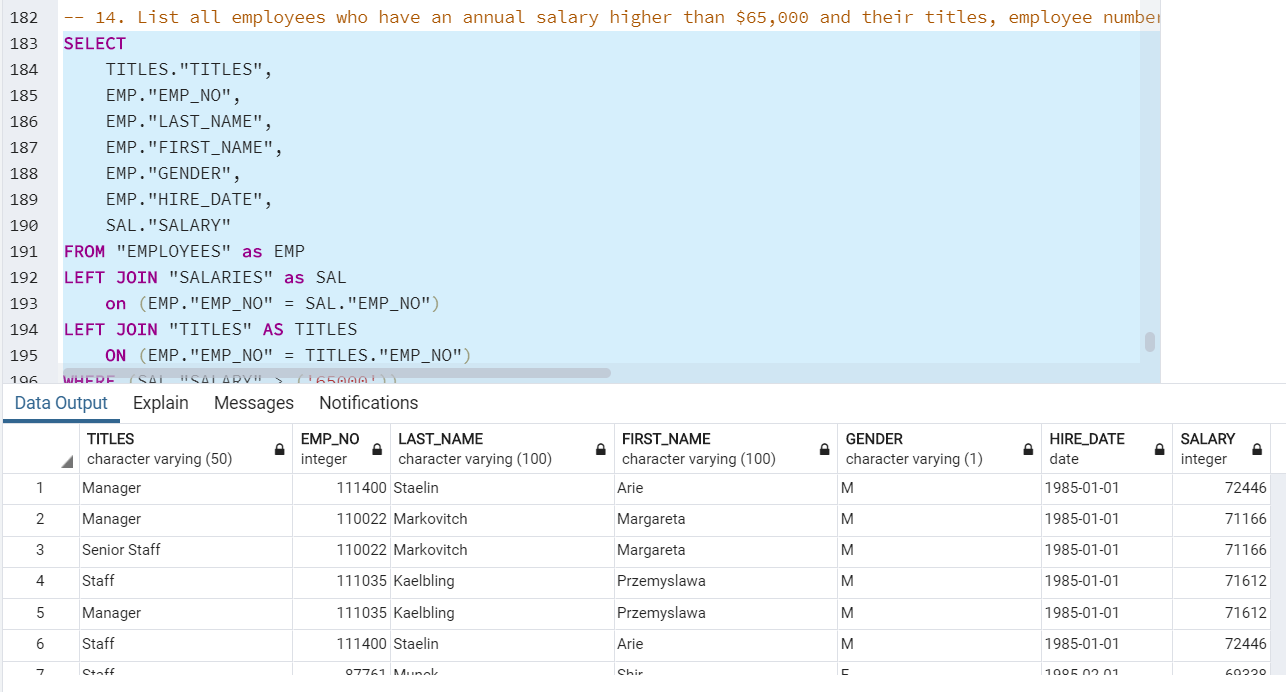 182 -- 14. List all employees who have an annual salary higher than $65,000 and their titles, employee number
183 SELECT
184 TITLES."TITLES",
185 EMP."EMP_NO",
186 EMP."LAST_NAME",
187 EMP."FIRST_NAME",
188 EMP."GENDER",
189 EMP."HIRE_DATE",
190 SAL."SALARY"
191 FROM "EMPLOYEES" as EMP
192 LEFT JOIN "SALARIES" as SAL
193 on (EMP."EMP_NO" = SAL."EMP_NO")
194 LEFT JOIN "TITLES" AS TITLES
195 ON (EMP."EMP_NO" = TITLES."EMP_NO")
196 WHERE (SAL."SALARY" > ('65000'))
Data Output Explain Messages Notifications
TITLES EMP_NO LAST_NAME FIRST_NAME GENDER HIRE_DATE SALARY
character varying (50) integer character varying (100) character varying (100) character varying (1) date integer
1 Manager 111400 Staelin Arie M 1985-01-01 72446
2 Manager 110022 Markovitch Margareta M 1985-01-01 71166
3 Senior Staff 110022 Markovitch Margareta M 1985-01-01 71166
4 Staff 111035 Kaelbling Przemyslawa M 1985-01-01 71612
5 Manager 111035 Kaelbling Przemyslawa M 1985-01-01 71612
6 Staff 111400 Staelin Arie M 1985-01-01 72446
7 Staff 87761 Munck Shir F 1985-02-01 69338